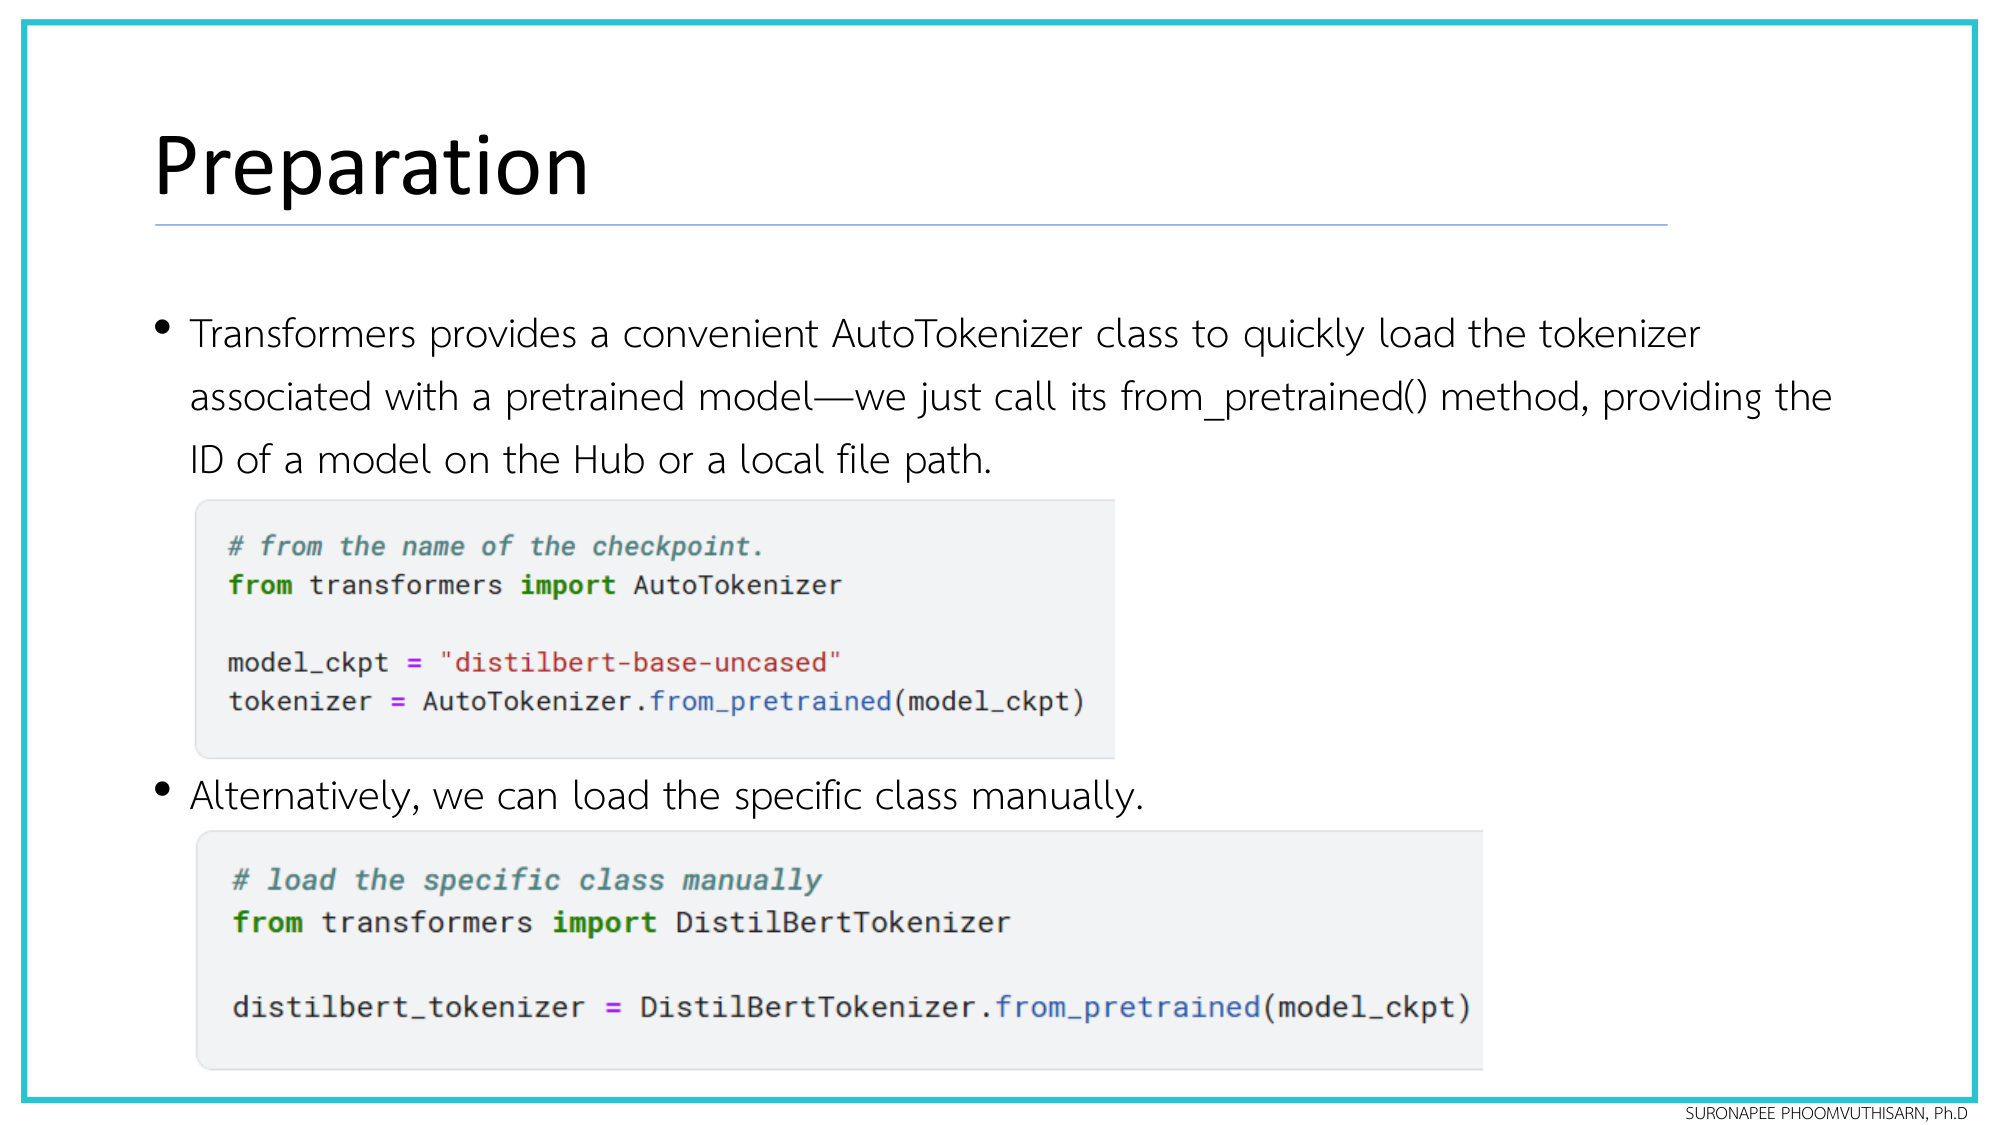 Preparation
• Transformers provides a convenient AutoTokenizer class to quickly load the tokenizer
associated with a pretrained model—we just call its from_pretrained() method, providing the
ID of a model on the Hub or a local file path.
# from the name of the checkpoint.
from transformers import AutoTokenizer
model_ckpt = "distilbert-base-uncased"
tokenizer = AutoTokenizer.from_pretrained(model_ckpt)
• Alternatively, we can load the specific class manually.
# load the specific class manually
from transformers import DistilBertTokenizer
distilbert_tokenizer = DistilBertTokenizer.from_pretrained(model_ckpt)
SURONAPEE PHOOMVUTHISARN, Ph.D